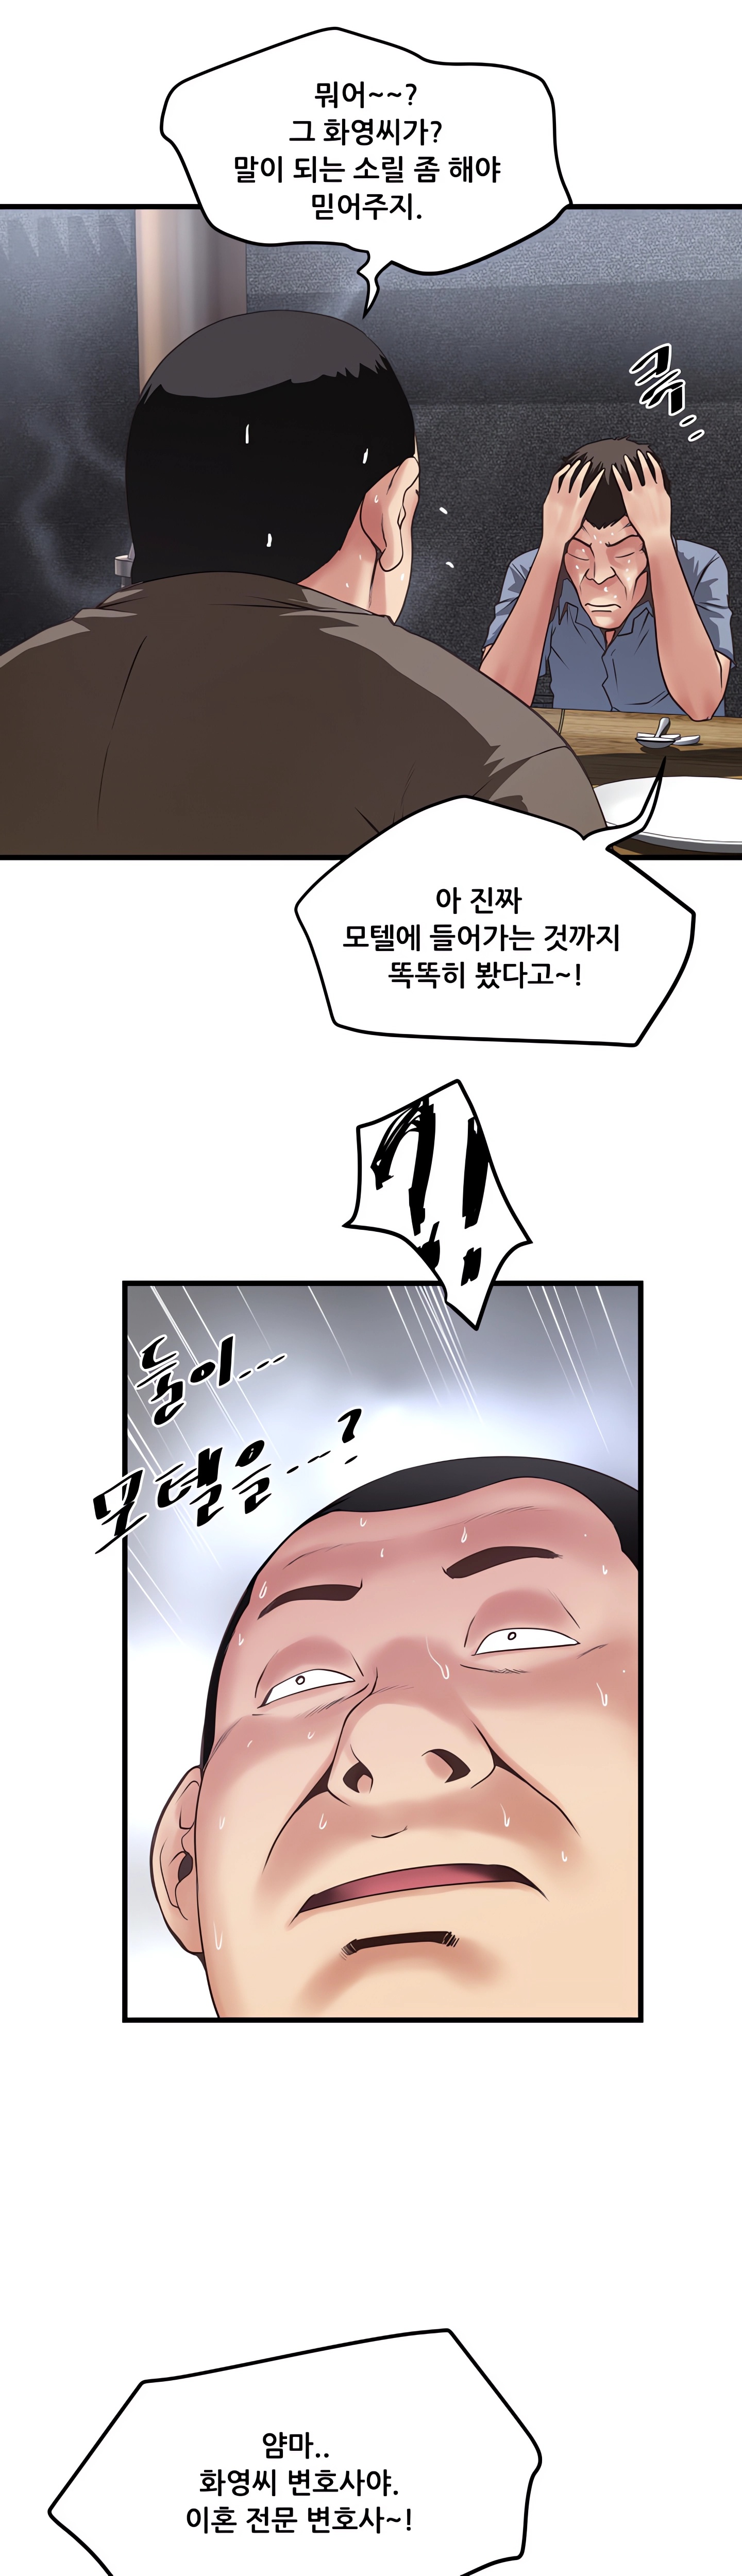 뭐어~~?
그 화영씨가?
말이 되는 소릴 좀 해야
믿어주지.
큭
아 진짜
모텔에 들어가는 것까지
똑똑히 봤다고~!
기!!
둘이...
모텔을...?
얌마..
화영씨 변호사야.
이혼 전문 변호사~!